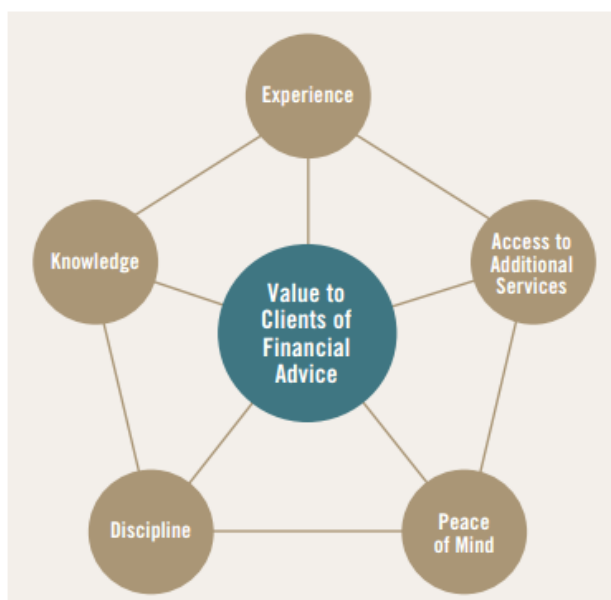 Experience
Knowledge
Access to
Additional
Services
Value to
Clients of
Financial
Advice
Discipline
Peace
of Mind